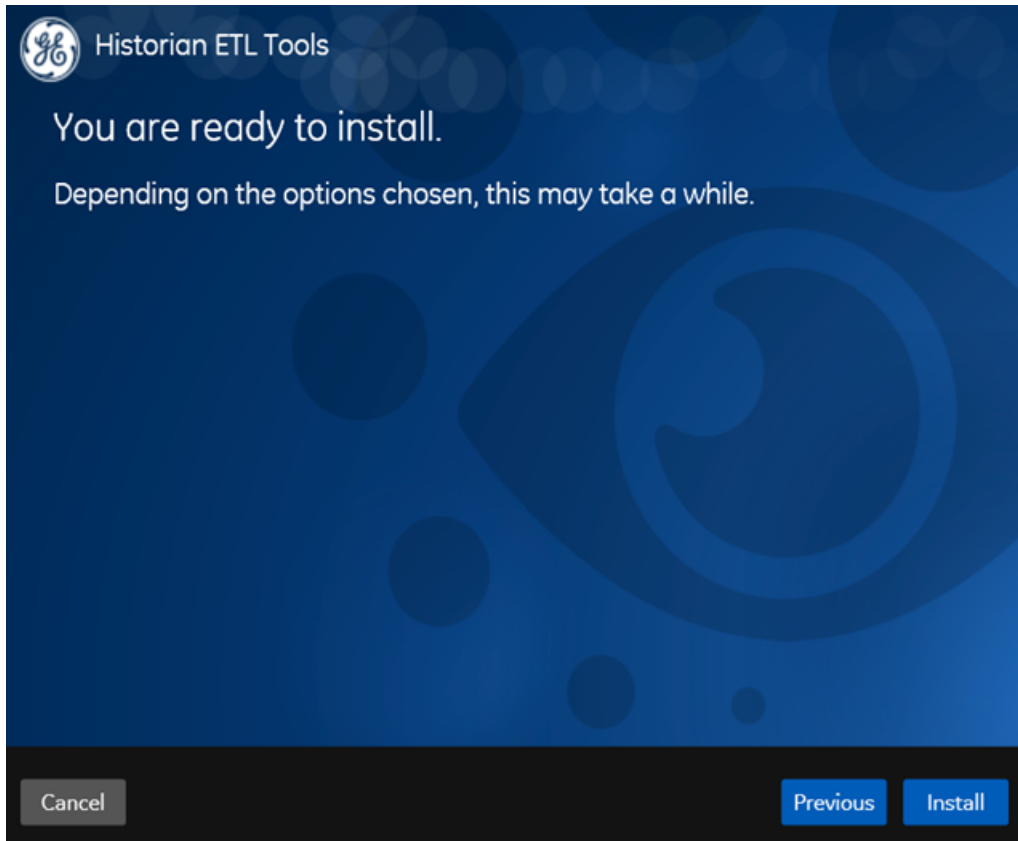 Historian ETL Tools
You are ready to install.
Depending on the options chosen, this may take a while.
Cancel
Previous
Install